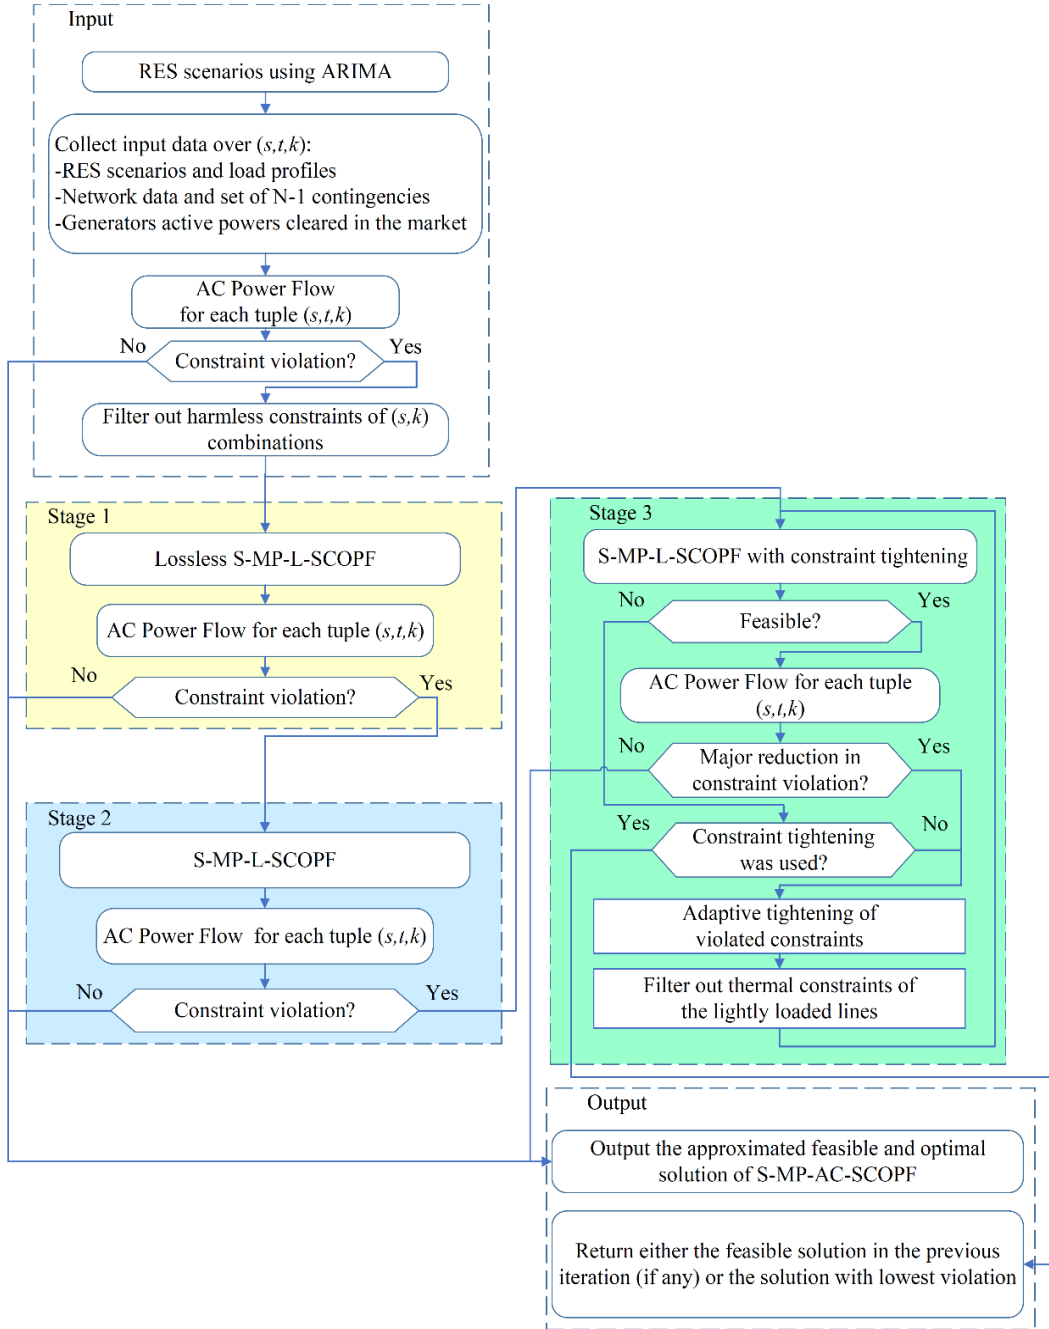 Input
RES scenarios using ARIMA
Collect input data over (s,t,k):
-RES scenarios and load profiles
-Network data and set of N-1 contingencies
-Generators active powers cleared in the market
AC Power Flow
for each tuple (s,t,k)
No
Yes
Constraint violation?
Filter out harmless constraints of (s,k)
combinations
Stage 1
Lossless S-MP-L-SCOPF
AC Power Flow for each tuple (s,t,k)
No
Yes
Constraint violation?
Stage 2
S-MP-L-SCOPF
AC Power Flow for each tuple (s,t,k)
No
Yes
Constraint violation?
Stage 3
S-MP-L-SCOPF with constraint tightening
No
Yes
Feasible?
AC Power Flow for each tuple
(s,t,k)
No
Yes
Major reduction in
constraint violation?
Yes
No
Constraint tightening
was used?
Adaptive tightening of
violated constraints
Filter out thermal constraints of
the lightly loaded lines
Output
Output the approximated feasible and optimal
solution of S-MP-AC-SCOPF
Return either the feasible solution in the previous
iteration (if any) or the solution with lowest violation